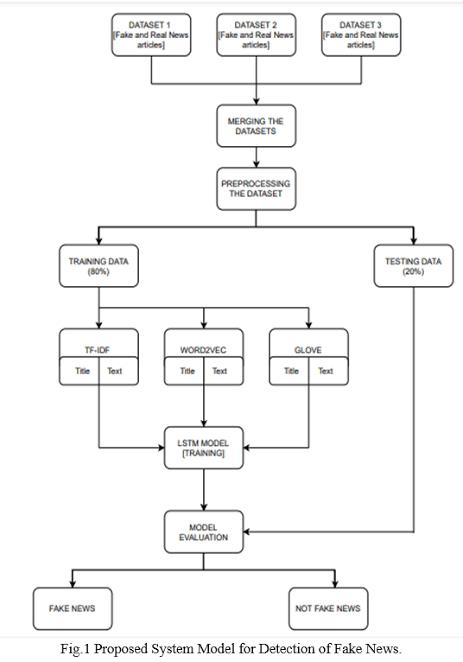 DATASET 1
[Fake and Real News
articles]
DATASET 2
[Fake and Real News
articles]
DATASET 3
[Fake and Real News
articles]
MERGING THE
DATASETS
PREPROCESSING
THE DATASET
TRAINING DATA
(80%)
TESTING DATA
(20%)
TF-IDF
Title Text
WORD2VEC
Title Text
GLOVE
Title Text
LSTM MODEL
[TRAINING]
MODEL
EVALUATION
FAKE NEWS
NOT FAKE NEWS
Fig.1 Proposed System Model for Detection of Fake News.